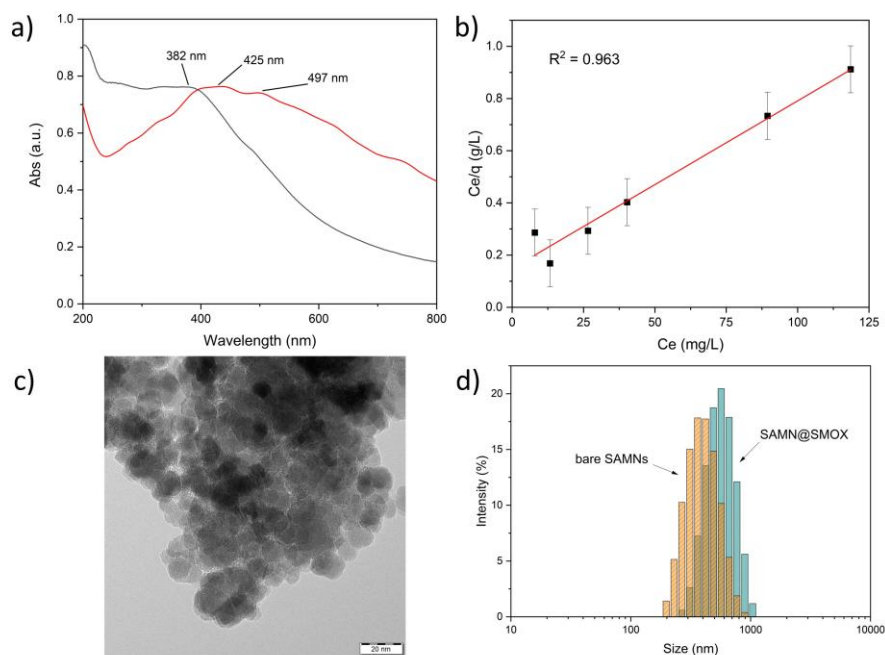 a)
382 nm
425 nm
497 nm
1.0
0.8
0.6
0.4
0.2
0.0
Abs (a.u.)
200
400
600
800
Wavelength (nm)
b)
R² = 0.963
1.0
0.8
0.6
0.4
0.2
0.0
Ce/q (g/L)
0
25
50
75
100
125
Ce (mg/L)
c)
20 nm
d)
bare SAMNs
SAMN@SMOX
20
15
10
5
0
Intensity (%)
10
100
1000
10000
Size (nm)